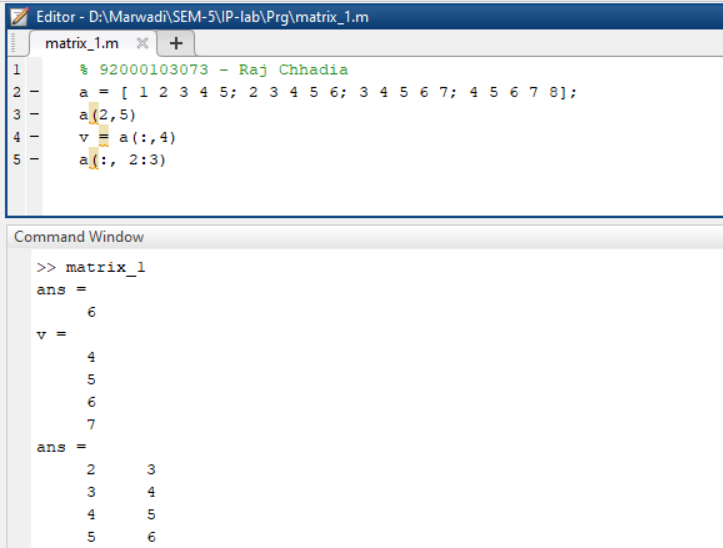 Editor - D:\Marwadi\SEM-5\IP-lab\Prg\matrix_1.m
matrix_1.m × +
1 % 92000103073 - Raj Chhadia
2 - a = [ 1 2 3 4 5; 2 3 4 5 6; 3 4 5 6 7; 4 5 6 7 8];
3 - a(2,5)
4 - v = a(:,4)
5 - a(:, 2:3)
Command Window
>> matrix_1
ans =
6
v =
4
5
6
7
ans =
2 3
3 4
4 5
5 6